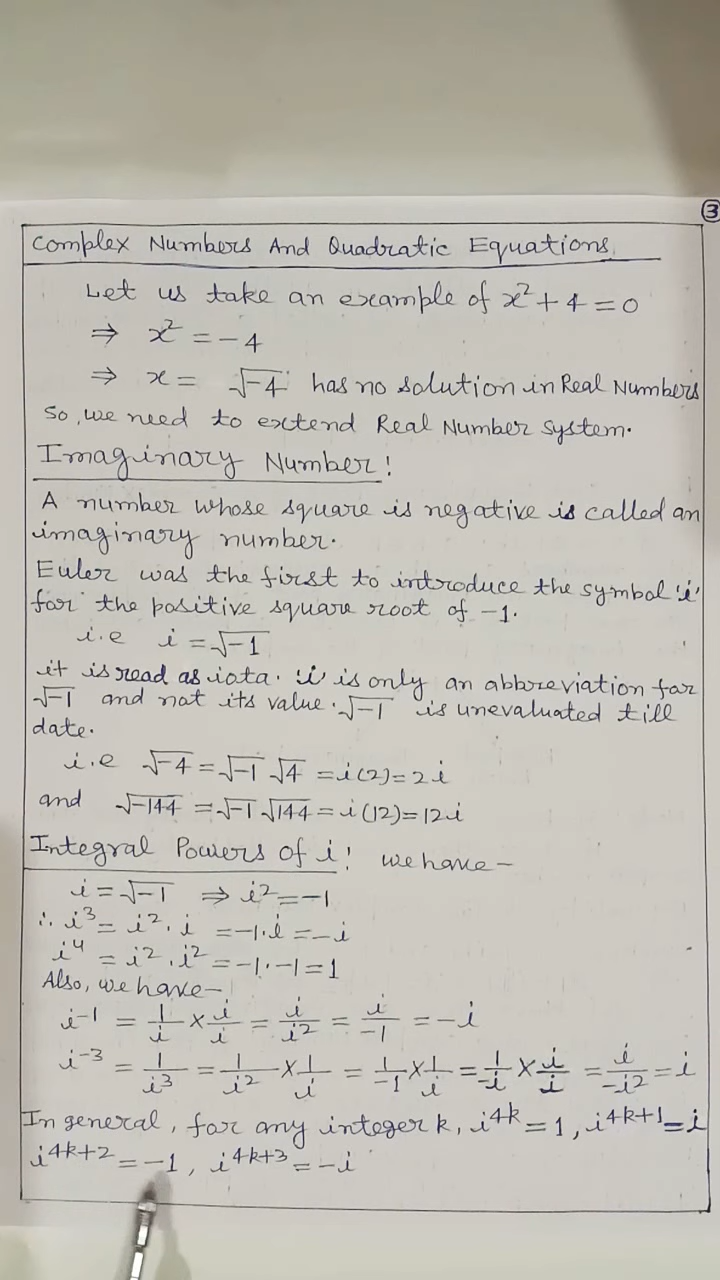 ③
Complex Numbers And Quadratic Equations
Let us take an example of x² + 4 = 0
⇒ x² = -4
⇒ x = √-4 has no solution in Real Numbers
So, we need to extend Real Number System.
Imaginary Number!
A number whose square is negative is called an
imaginary number.
Euler was the first to introduce the symbol 'i'
for the positive square root of -1.
i.e i = √-1
it is read as iota. 'i' is only an abbreviation for
√-1 and not its value. √-1 is unevaluated till
date.
i.e √-4 = √-1 √4 = i(2) = 2i
and √-144 = √-1 √144 = i(12) = 12i
Integral Powers of i! we have -
i = √-1 ⇒ i² = -1
∴ i³ = i². i = -1. i = -i
i⁴ = i². i² = -1. -1 = 1
Also, we have -
i⁻¹ = 1/i × i/i = i/i² = i/-1 = -i
i⁻³ = 1/i³ = 1/i² × 1/i = 1/-1 × 1/i = 1/-i × i/i = i/-i² = i
In general, for any integer k, i⁴ᵏ = 1, i⁴ᵏ⁺¹ = i
i⁴ᵏ⁺² = -1, i⁴ᵏ⁺³ = -i